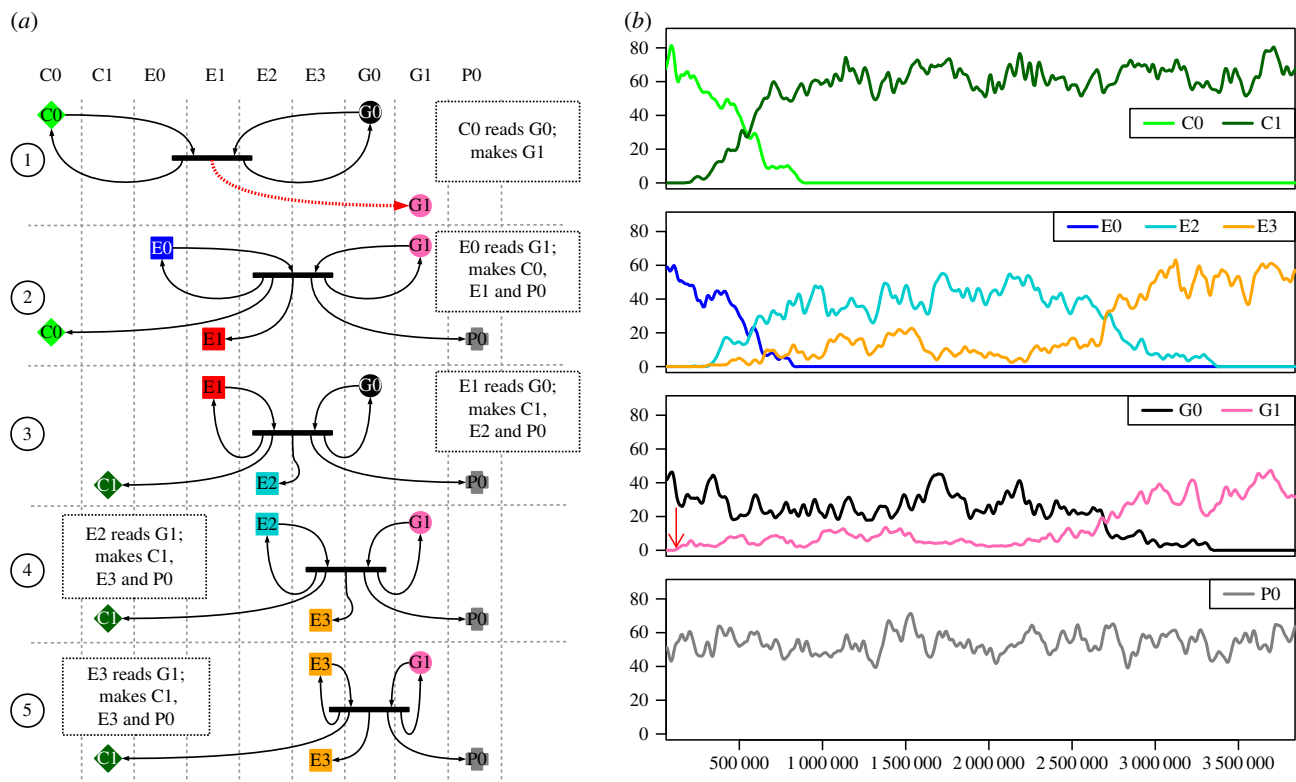 (a)
C0 C1 E0 E1 E2 E3 G0 G1 P0
1
C0
G0
G1
C0 reads G0;
makes G1
2
E0
G1
C0
E1
P0
E0 reads G1;
makes C0,
E1 and P0
3
E1
G0
C1
E2
P0
E1 reads G0;
makes C1,
E2 and P0
4
E2 reads G1;
makes C1,
E3 and P0
E2
G1
C1
E3
P0
5
E3 reads G1;
makes C1,
E3 and P0
E3
G1
C1
E3
P0
(b)
80
60
40
20
0
C0 C1
80
60
40
20
0
E0 E2 E3
80
60
40
20
0
G0 G1
80
60
40
20
0
P0
500 000 1 000 000 1 500 000 2 000 000 2 500 000 3 000 000 3 500 000